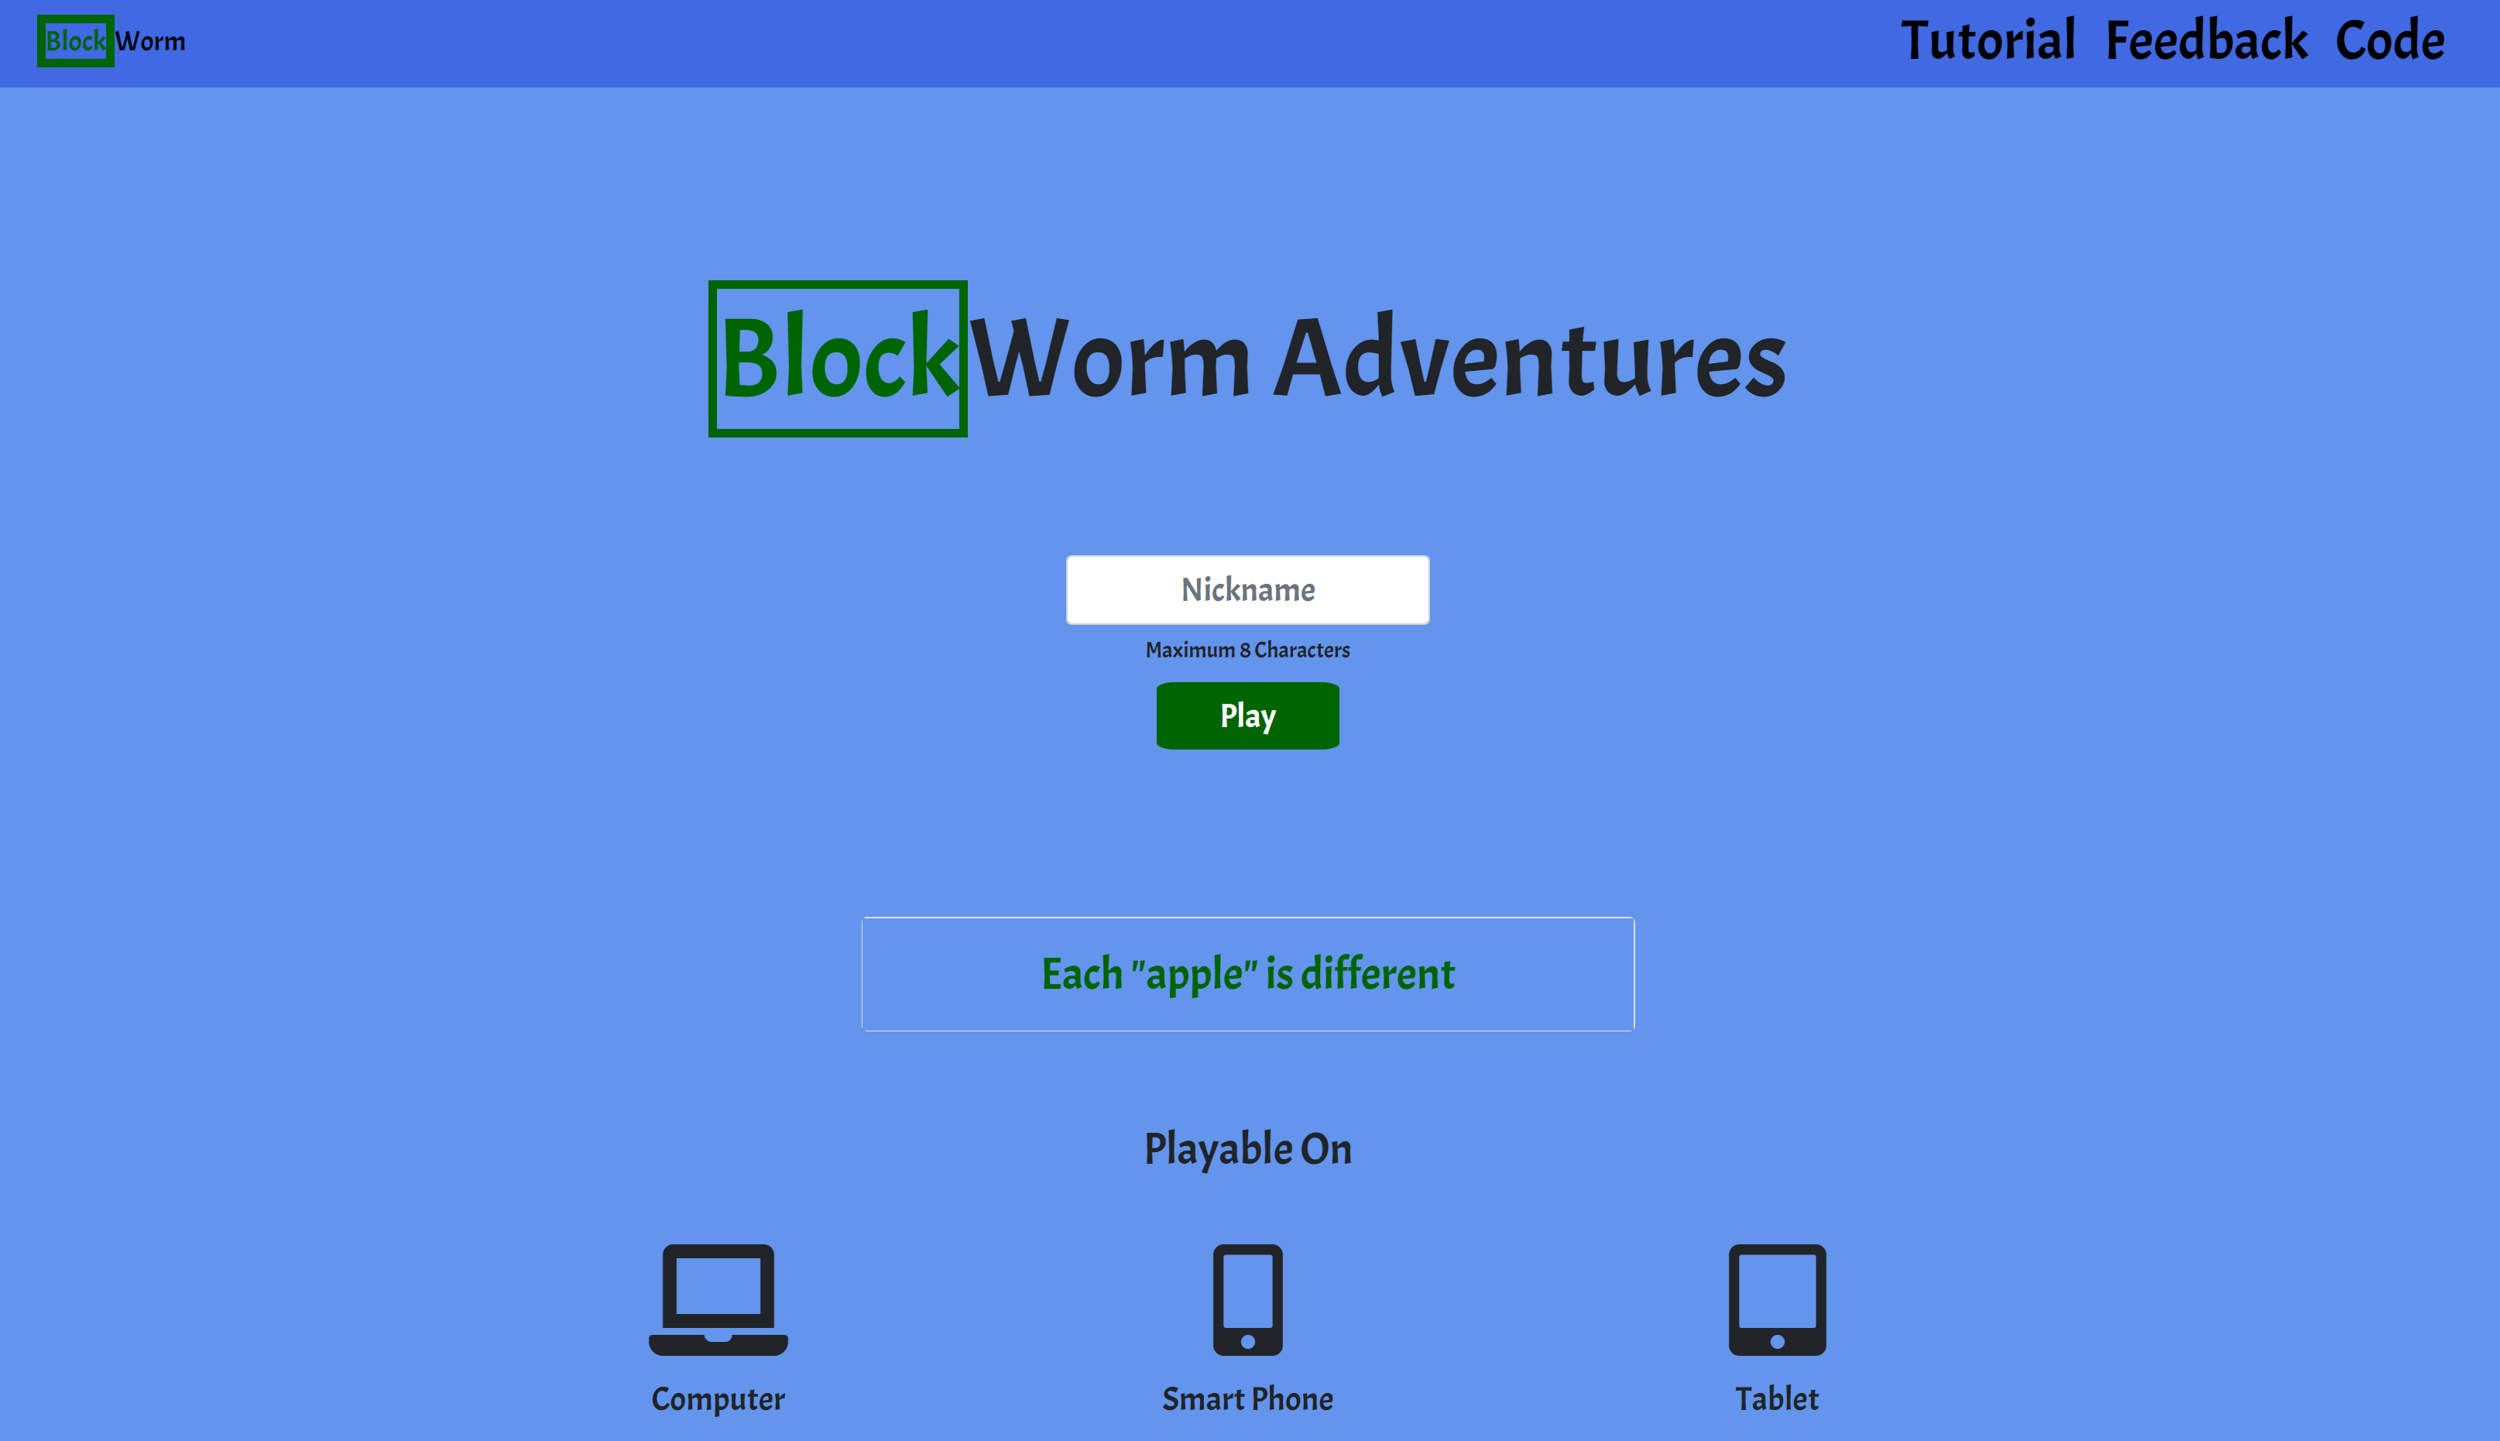 BlockWorm
Tutorial Feedback Code
BlockWorm Adventures
Nickname
Maximum 8 Characters
Play
Each "apple" is different
Playable On
Computer
Smart Phone
Tablet